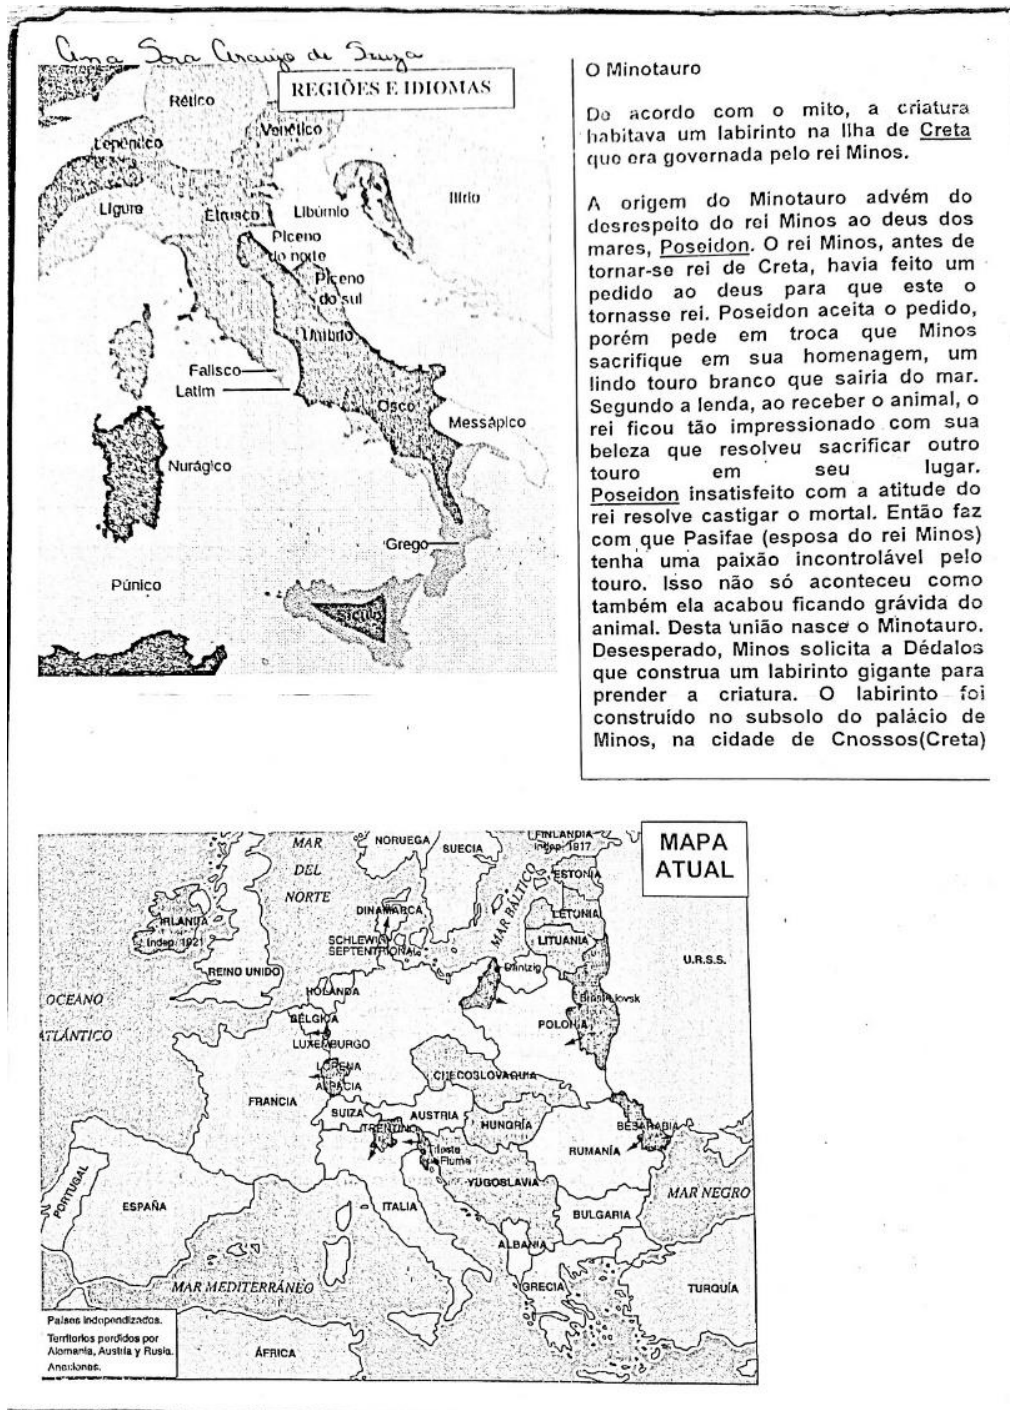 Ana Sara Araujo de Souza
REGIÕES E IDIOMAS
Rético
Lepôntico
Venético
Lígure
Etrusco
Libúrnio
Ilírio
Piceno
do norte
Piceno
do sul
Úmbrio
Falisco
Latim
Osco
Messápico
Nurágico
Grego
Púnico
Sículo
O Minotauro
De acordo com o mito, a criatura
habitava um labirinto na Ilha de Creta
que era governada pelo rei Minos.
A origem do Minotauro advém do
desrespeito do rei Minos ao deus dos
mares, Poseidon. O rei Minos, antes de
tornar-se rei de Creta, havia feito um
pedido ao deus para que este o
tornasse rei. Poseidon aceita o pedido,
porém pede em troca que Minos
sacrifique em sua homenagem, um
lindo touro branco que sairia do mar.
Segundo a lenda, ao receber o animal, o
rei ficou tão impressionado com sua
beleza que resolveu sacrificar outro
touro em seu lugar.
Poseidon insatisfeito com a atitude do
rei resolve castigar o mortal. Então faz
com que Pasifae (esposa do rei Minos)
tenha uma paixão incontrolável pelo
touro. Isso não só aconteceu como
também ela acabou ficando grávida do
animal. Desta união nasce o Minotauro.
Desesperado, Minos solicita a Dédalos
que construa um labirinto gigante para
prender a criatura. O labirinto foi
construído no subsolo do palácio de
Minos, na cidade de Cnossos(Creta)
MAPA
ATUAL
MAR
DEL
NORTE
NORUEGA
SUECIA
FINLANDIA
Indep. 1917
ESTONIA
MAR BÁLTICO
LETONIA
LITUANIA
DINAMARCA
SCHLEWIN
SEPTENTRIONAL
IRLANDA
Indep. 1921
REINO UNIDO
Dantzig
U.R.S.S.
HOLANDA
Brest-Litovsk
OCEANO
ATLÁNTICO
BÉLGICA
POLONIA
LUXEMBURGO
LORENA
ALSACIA
CHECOSLOVAQUIA
FRANCIA
SUIZA
AUSTRIA
HUNGRÍA
TRENTINO
BESARABIA
Trieste
Fiume
RUMANÍA
YUGOSLAVIA
PORTUGAL
ESPAÑA
ITALIA
MAR NEGRO
BULGARIA
ALBANIA
MAR MEDITERRÁNEO
GRECIA
TURQUÍA
Países independizados.
Territorios perdidos por
Alemania, Austria y Rusia.
Anexiones.
ÁFRICA